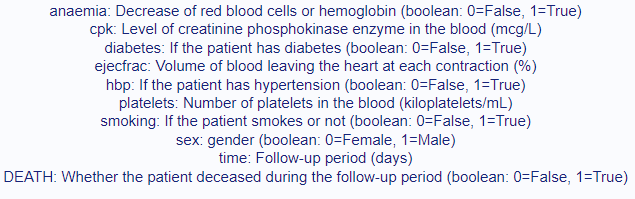 anaemia: Decrease of red blood cells or hemoglobin (boolean: 0=False, 1=True)
cpk: Level of creatinine phosphokinase enzyme in the blood (mcg/L)
diabetes: If the patient has diabetes (boolean: 0=False, 1=True)
ejecfrac: Volume of blood leaving the heart at each contraction (%)
hbp: If the patient has hypertension (boolean: 0=False, 1=True)
platelets: Number of platelets in the blood (kiloplatelets/mL)
smoking: If the patient smokes or not (boolean: 0=False, 1=True)
sex: gender (boolean: 0=Female, 1=Male)
time: Follow-up period (days)
DEATH: Whether the patient deceased during the follow-up period (boolean: 0=False, 1=True)